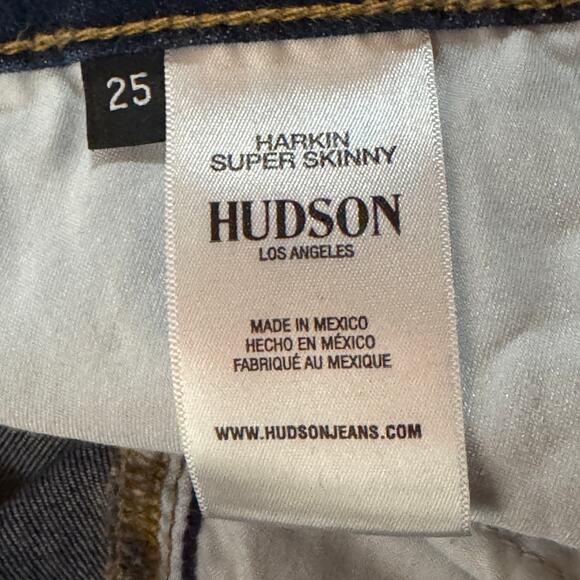 25
HARKIN
SUPER SKINNY
HUDSON
LOS ANGELES
MADE IN MEXICO
HECHO EN MÉXICO
FABRIQUÉ AU MEXIQUE
WWW.HUDSONJEANS.COM